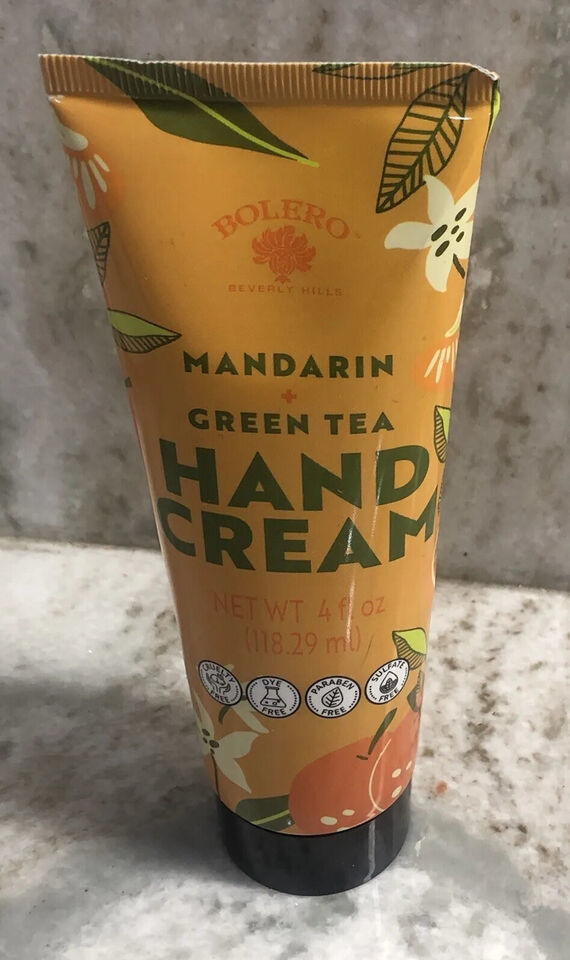 BOLERO™
BEVERLY HILLS
MANDARIN
+
GREEN TEA
HAND
CREAM
NET WT 4 fl oz
(118.29 ml)
CRUELTY FREE
DYE FREE
PARABEN FREE
SULFATE FREE